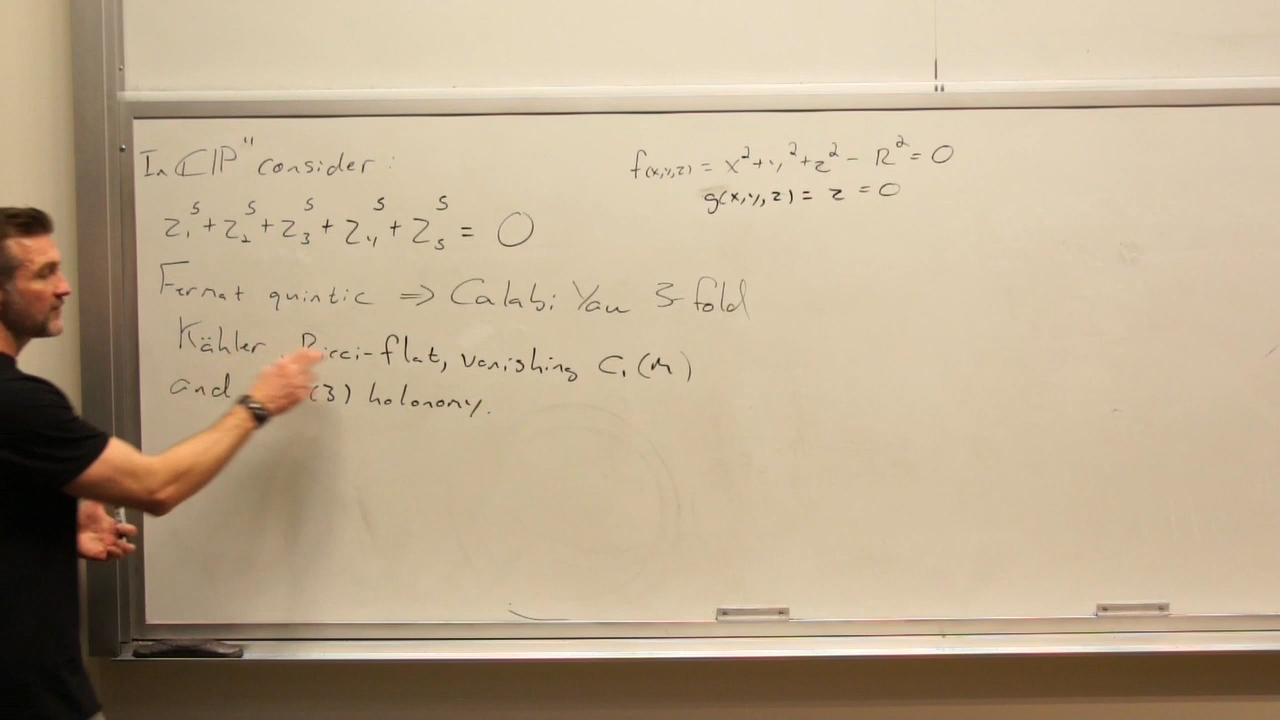 In ℂℙ⁴ consider:
z₁⁵ + z₂⁵ + z₃⁵ + z₄⁵ + z₅⁵ = 0
Fermat quintic ⇒ Calabi Yau 3-fold
Kähler, Ricci-flat, vanishing C₁(M)
and (3) holonomy.
f(x,y,z) = x² + y² + z² - R² = 0
g(x,y,z) = z = 0